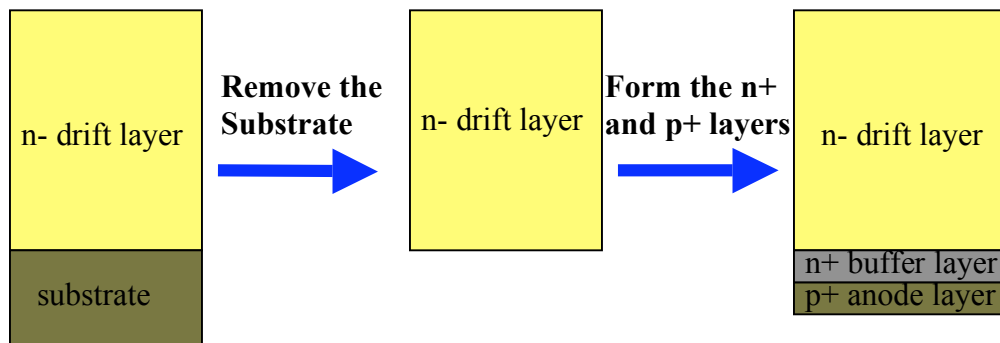 n- drift layer
substrate
Remove the
Substrate
n- drift layer
Form the n+
and p+ layers
n- drift layer
n+ buffer layer
p+ anode layer